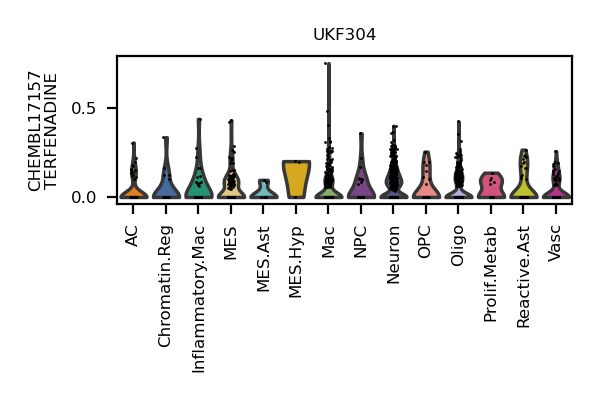 UKF304
CHEMBL17157
TERFENADINE
0.5
0.0
AC
Chromatin.Reg
Inflammatory.Mac
MES
MES.Ast
MES.Hyp
Mac
NPC
Neuron
OPC
Oligo
Prolif.Metab
Reactive.Ast
Vasc